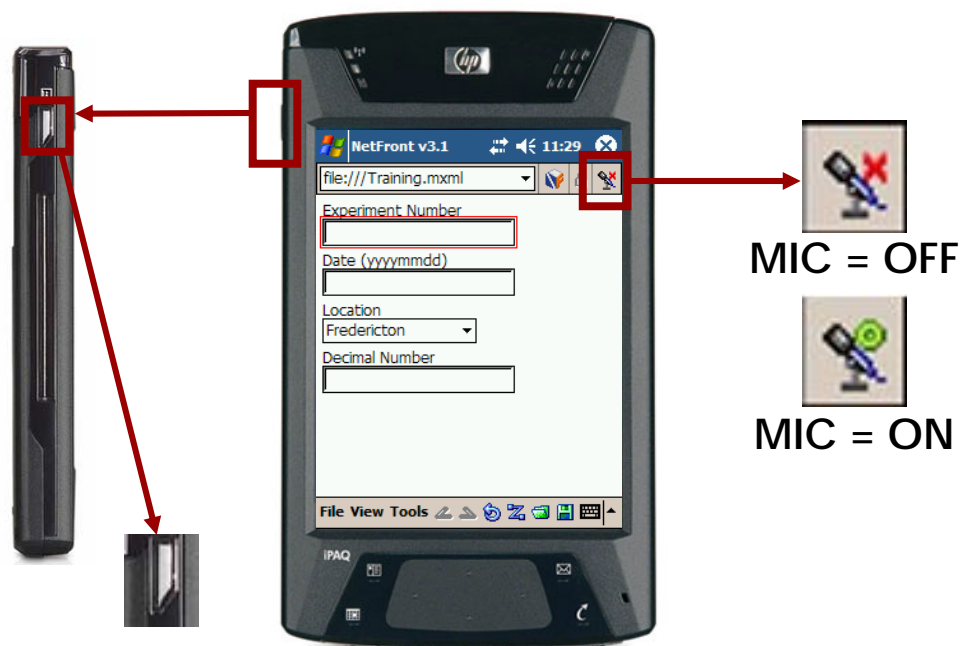 hp
NetFront v3.1 11:29
file:///Training.mxml
Experiment Number
Date (yyyymmdd)
Location
Fredericton
Decimal Number
File View Tools
iPAQ
MIC = OFF
MIC = ON